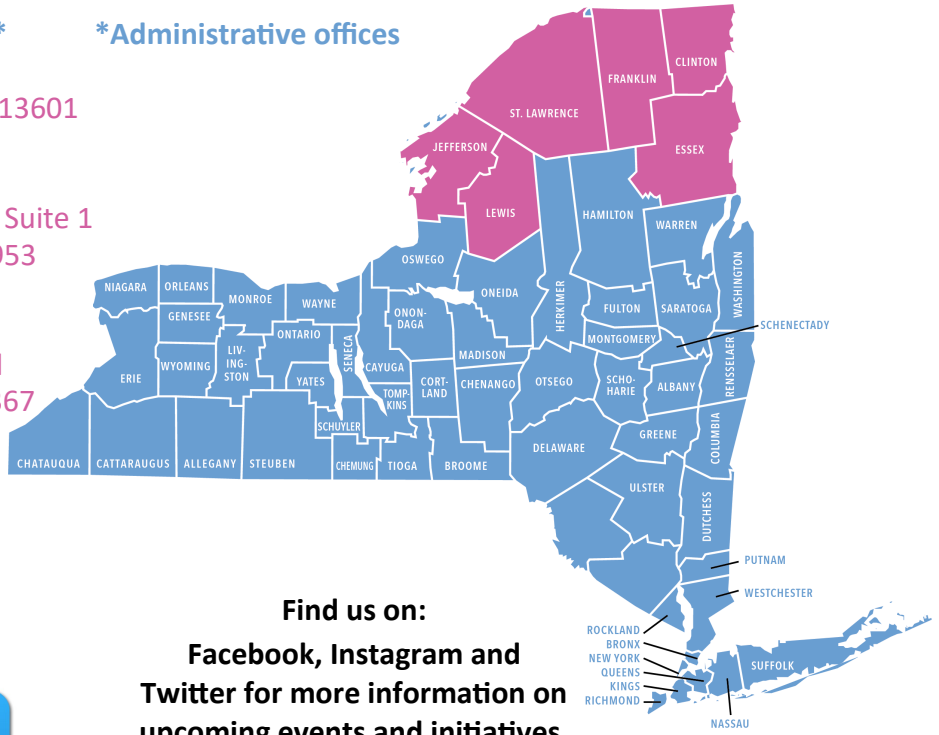 *
*Administrative offices
13601
Suite 1
953
67
CLINTON
FRANKLIN
ST. LAWRENCE
ESSEX
JEFFERSON
LEWIS
HAMILTON
WARREN
OSWEGO
WASHINGTON
NIAGARA
ORLEANS
MONROE
WAYNE
ONEIDA
HERKIMER
FULTON
SARATOGA
GENESEE
ONON-
DAGA
SCHENECTADY
ONTARIO
MONTGOMERY
LIV-
ING-
STON
SENECA
MADISON
RENSSELAER
WYOMING
CAYUGA
ERIE
YATES
CORT-
LAND
CHENANGO
OTSEGO
SCHO-
HARIE
ALBANY
TOMP-
KINS
SCHUYLER
GREENE
COLUMBIA
DELAWARE
CHATAUQUA
CATTARAUGUS
ALLEGANY
STEUBEN
CHEMUNG
TIOGA
BROOME
ULSTER
DUTCHESS
PUTNAM
WESTCHESTER
ROCKLAND
BRONX
NEW YORK
QUEENS
KINGS
RICHMOND
SUFFOLK
NASSAU
Find us on:
Facebook, Instagram and
Twitter for more information on
upcoming events and initiatives